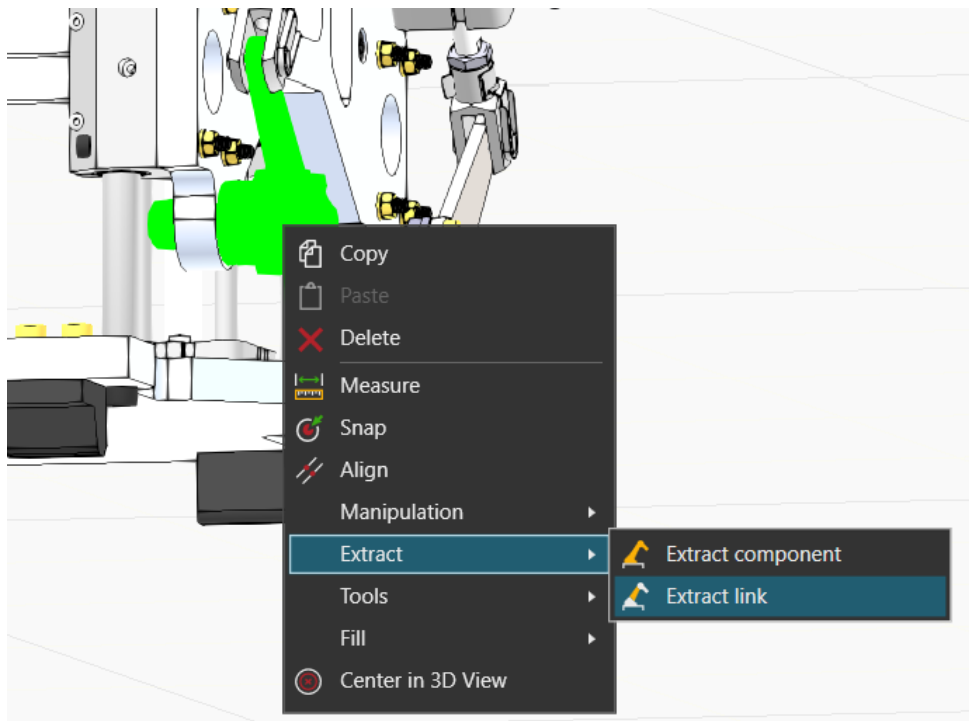 Copy
Paste
Delete
Measure
Snap
Align
Manipulation
Extract
Extract component
Tools
Extract link
Fill
Center in 3D View